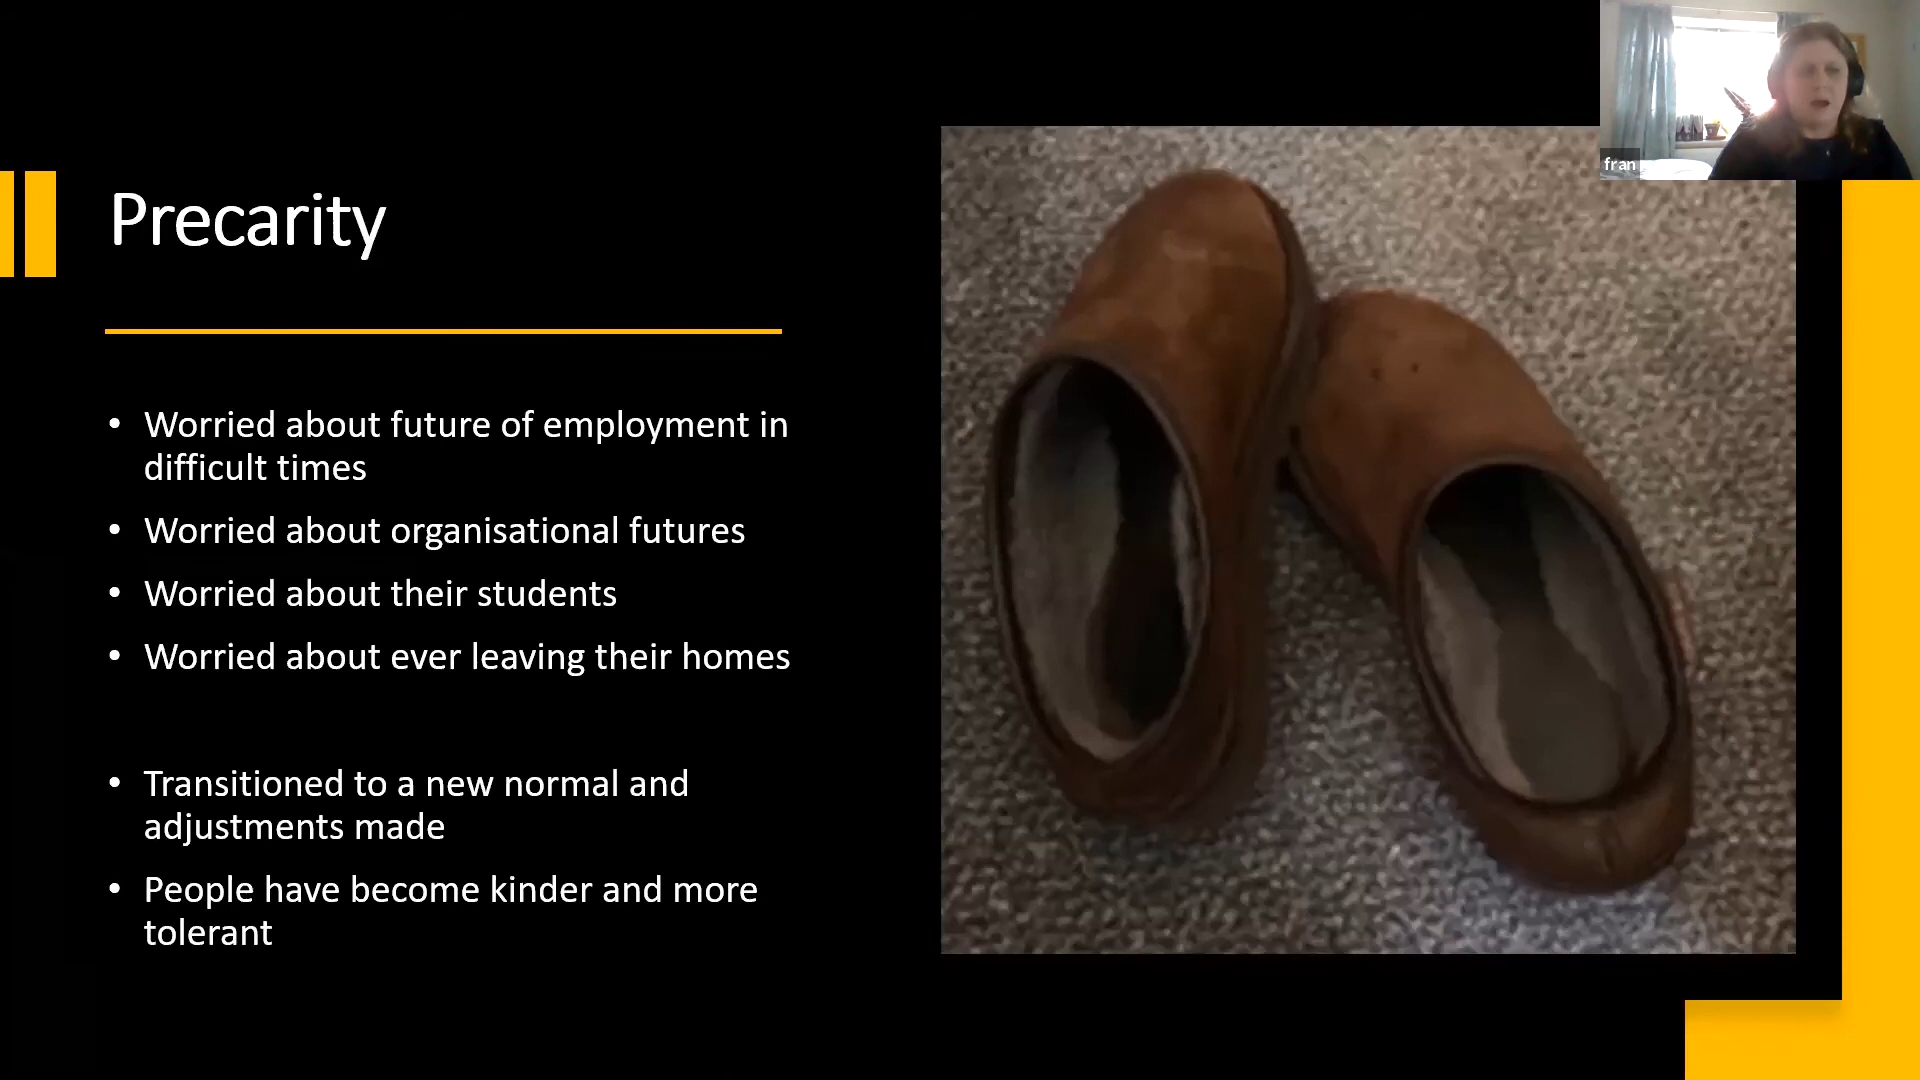 Precarity
• Worried about future of employment in
difficult times
• Worried about organisational futures
• Worried about their students
• Worried about ever leaving their homes
• Transitioned to a new normal and
adjustments made
• People have become kinder and more
tolerant
fran